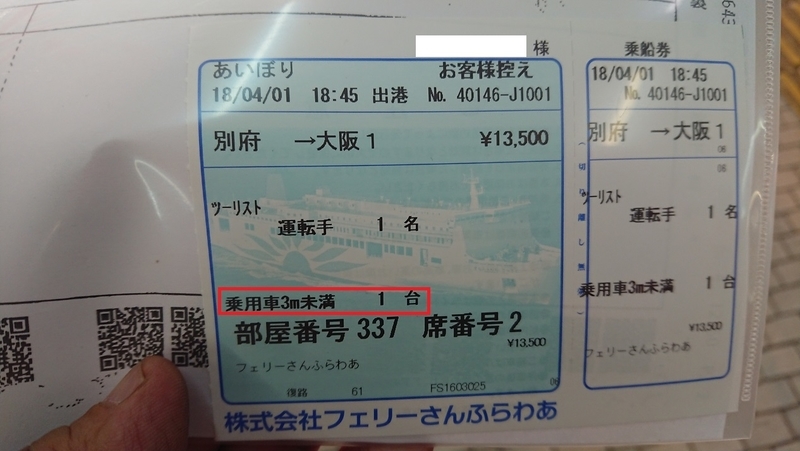 様
あいぼり お客様控え
18/04/01 18:45 出港 No. 40146-J1001
別府 →大阪1 ¥13,500
ツーリスト
運転手 1 名
乗用車3m未満 1 台
部屋番号 337 席番号 2
¥13,500
フェリーさんふらわあ
復路 61 FS1603025 06
株式会社フェリーさんふらわあ
乗船券
18/04/01 18:45
No. 40146-J1001
別府 →大阪1
06
06
ツーリスト
運転手 1 名
乗用車3m未満 1 台
¥13,500
フェリーさんふらわあ